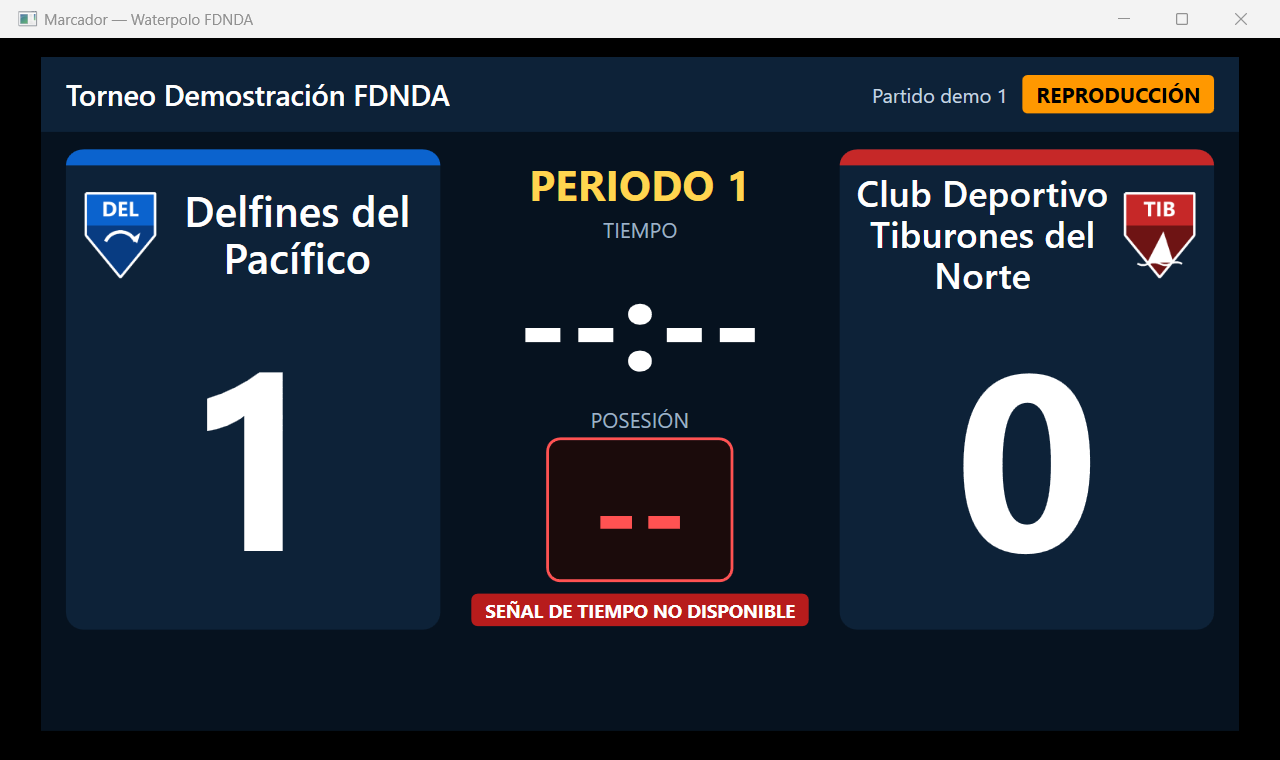 Marcador — Waterpolo FDNDA
Torneo Demostración FDNDA
Partido demo 1
REPRODUCCIÓN
DEL
Delfines del
Pacífico
1
PERIODO 1
TIEMPO
--:--
POSESIÓN
--
SEÑAL DE TIEMPO NO DISPONIBLE
Club Deportivo
Tiburones del
Norte
TIB
0